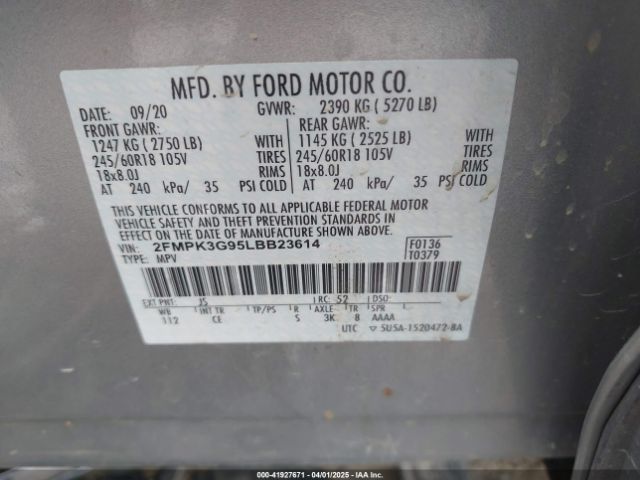 MFD. BY FORD MOTOR CO.
DATE: 09/20 GVWR: 2390 KG ( 5270 LB)
FRONT GAWR: REAR GAWR:
1247 KG ( 2750 LB) WITH 1145 KG ( 2525 LB) WITH
245/60R18 105V TIRES 245/60R18 105V TIRES
18x8.0J RIMS 18x8.0J RIMS
AT 240 kPa/ 35 PSI COLD AT 240 kPa/ 35 PSI COLD
THIS VEHICLE CONFORMS TO ALL APPLICABLE FEDERAL MOTOR
VEHICLE SAFETY AND THEFT PREVENTION STANDARDS IN
EFFECT ON THE DATE OF MANUFACTURE SHOWN ABOVE.
VIN: 2FMPK3G95LBB23614 F0136
TYPE: MPV T0379
EXT PNT: JS RC: 52 DSO:
WB INT TR TP/PS R AXLE TR SPR
112 CE S 3K 8 AAAA
UTC ▽ 5U5A-1520472-BA
000-41927671 - 04/01/2025 - IAA Inc.